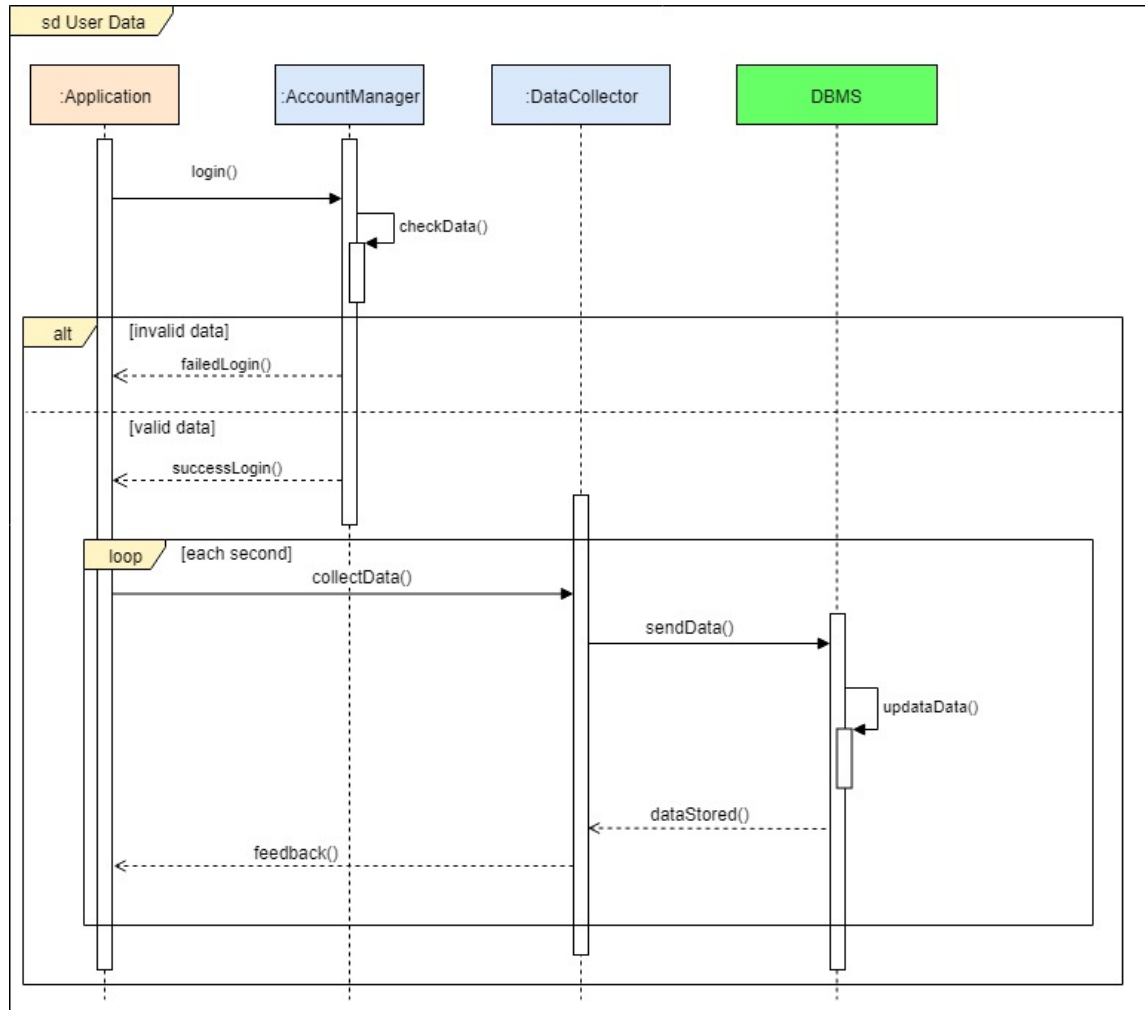 sd User Data
:Application
:AccountManager
:DataCollector
DBMS
login()
checkData()
alt
[invalid data]
failedLogin()
[valid data]
successLogin()
loop
[each second]
collectData()
sendData()
updataData()
dataStored()
feedback()